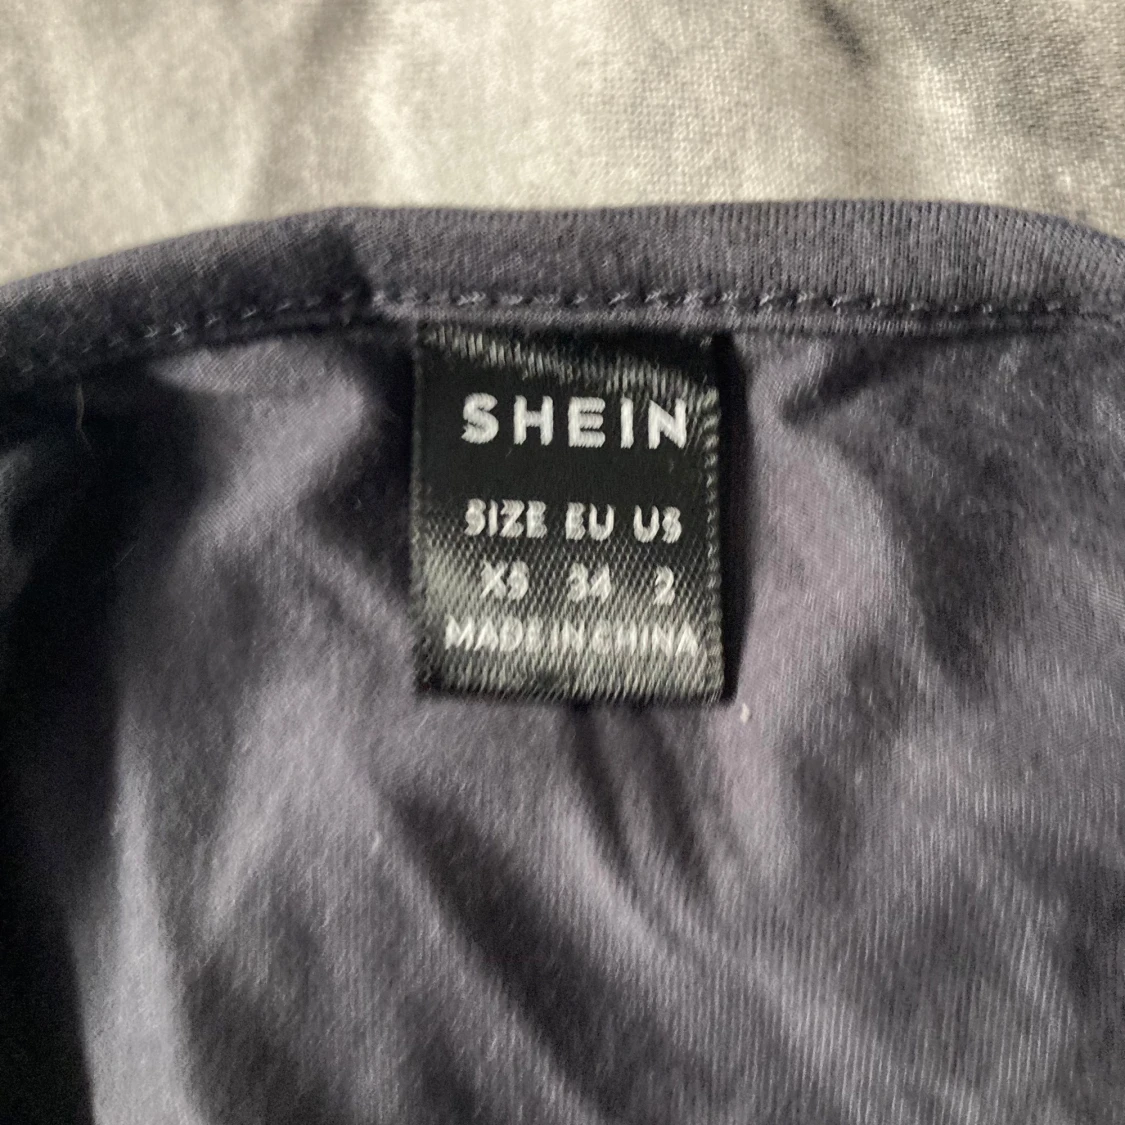 SHEIN
SIZE EU US
XS 34 2
MADE IN CHINA